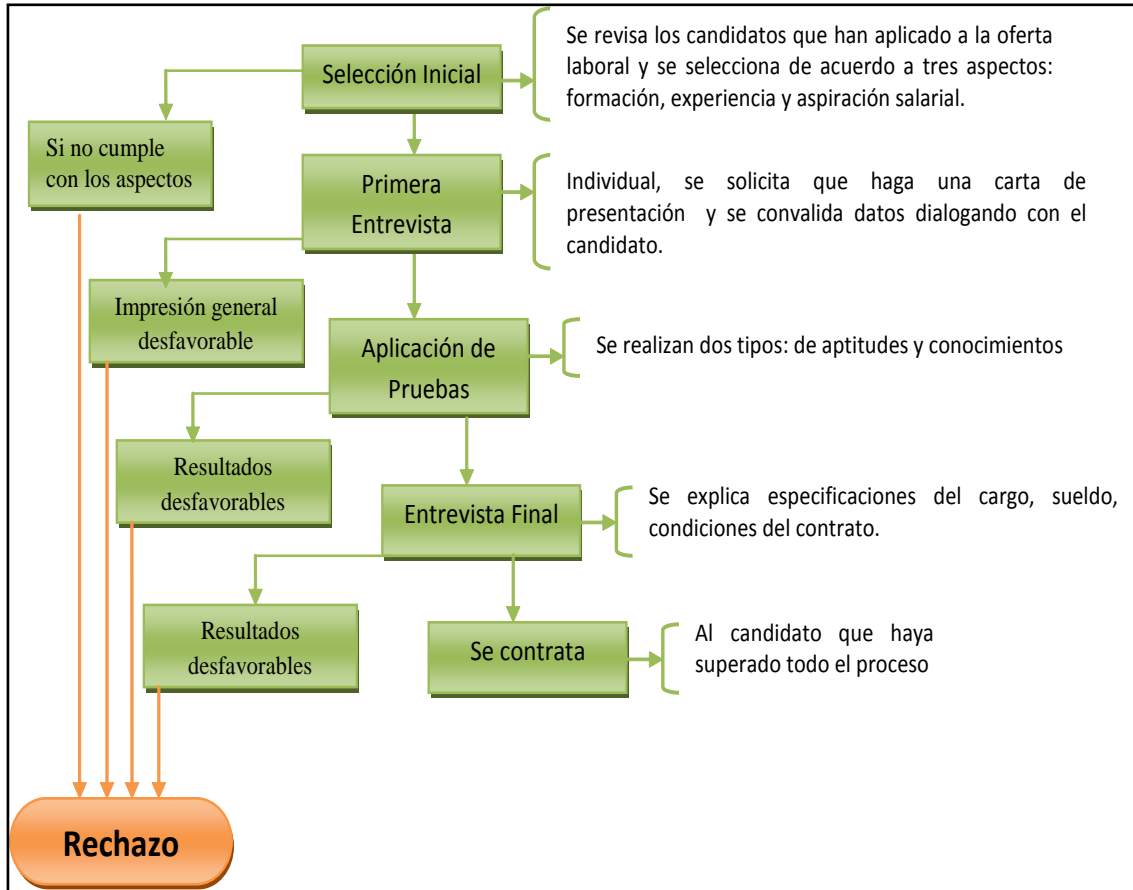 Selección Inicial
Se revisa los candidatos que han aplicado a la oferta
laboral y se selecciona de acuerdo a tres aspectos:
formación, experiencia y aspiración salarial.
Si no cumple
con los aspectos
Primera
Entrevista
Individual, se solicita que haga una carta de
presentación y se convalida datos dialogando con el
candidato.
Impresión general
desfavorable
Aplicación de
Pruebas
Se realizan dos tipos: de aptitudes y conocimientos
Resultados
desfavorables
Entrevista Final
Se explica especificaciones del cargo, sueldo,
condiciones del contrato.
Resultados
desfavorables
Se contrata
Al candidato que haya
superado todo el proceso
Rechazo